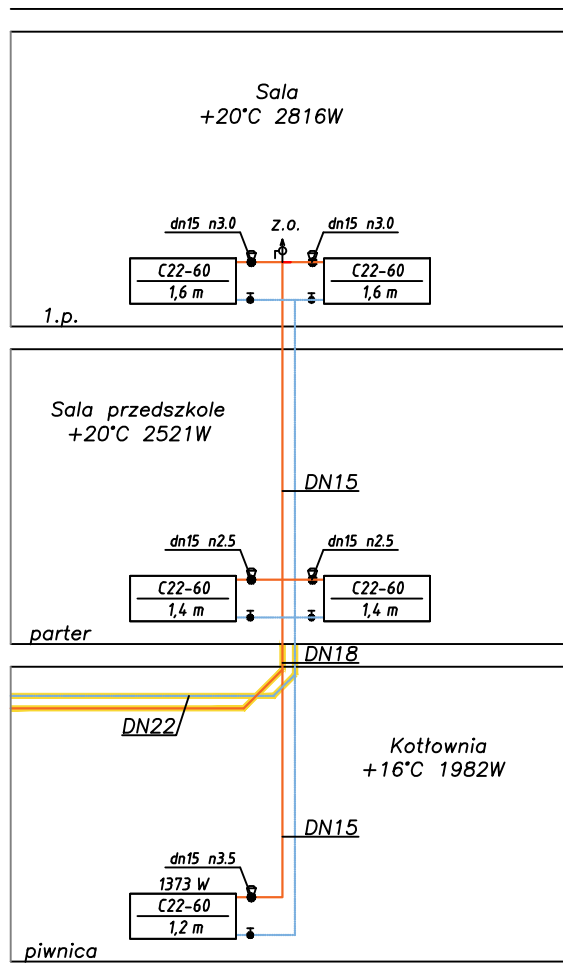 Sala
+20°C 2816W
dn15 n3.0
z.o.
dn15 n3.0
C22-60
1,6 m
C22-60
1,6 m
1.p.
Sala przedszkole
+20°C 2521W
DN15
dn15 n2.5
dn15 n2.5
C22-60
1,4 m
C22-60
1,4 m
parter
DN18
DN22
Kotłownia
+16°C 1982W
DN15
dn15 n3.5
1373 W
C22-60
1,2 m
piwnica